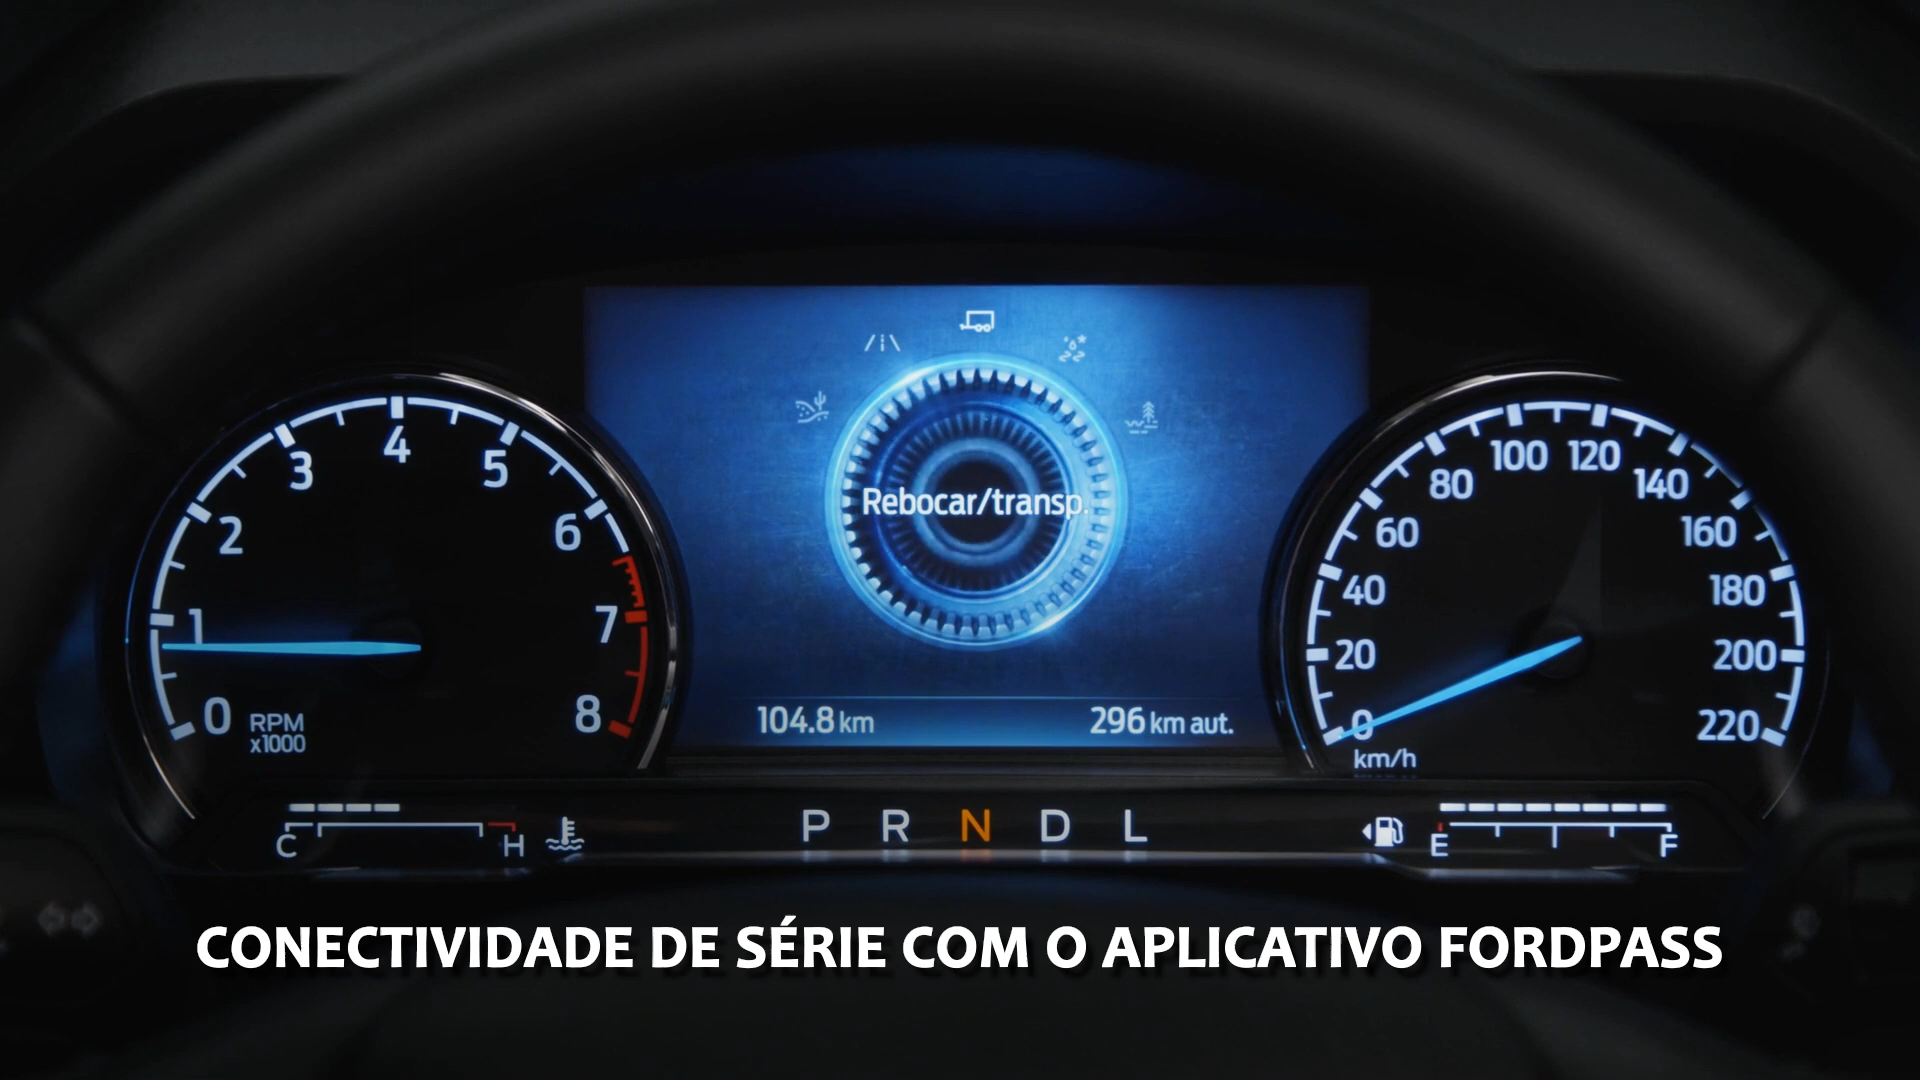 Rebocar/transp.
104.8 km
296 km aut.
0
1
2
3
4
5
6
7
8
RPM
x1000
0
20
40
60
80
100
120
140
160
180
200
220
km/h
C
H
P R N D L
E
F
CONECTIVIDADE DE SÉRIE COM O APLICATIVO FORDPASS